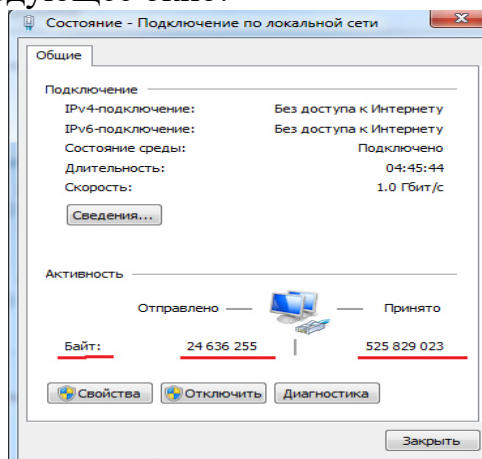 Состояние - Подключение по локальной сети
Общие
Подключение
IPv4-подключение: Без доступа к Интернету
IPv6-подключение: Без доступа к Интернету
Состояние среды: Подключено
Длительность: 04:45:44
Скорость: 1.0 Гбит/с
Сведения...
Активность
Отправлено — — Принято
Байт: 24 636 255 | 525 829 023
Свойства Отключить Диагностика
Закрыть